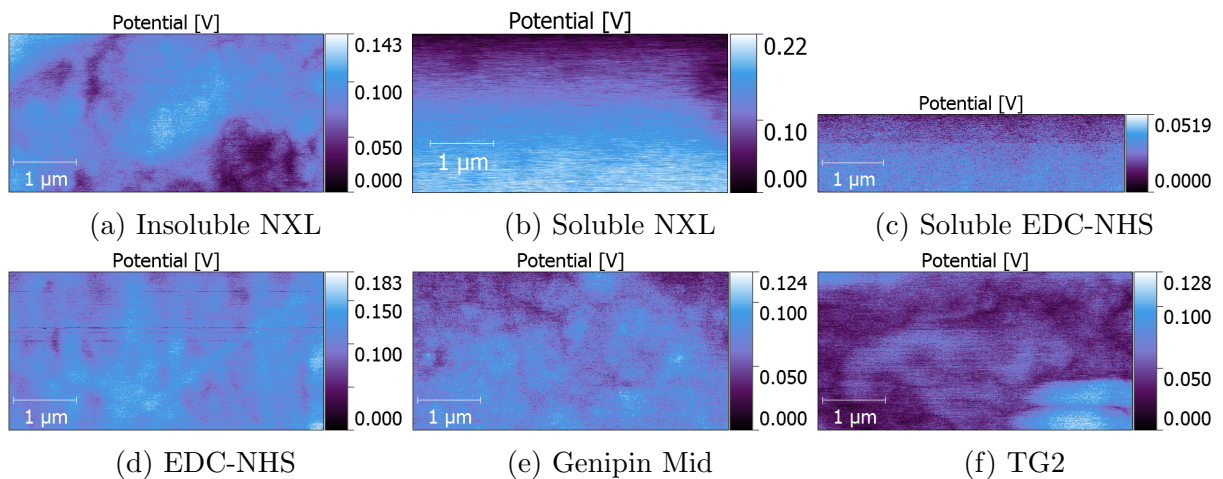 Potential [V]
0.143
0.100
0.050
0.000
1 µm
(a) Insoluble NXL
Potential [V]
0.22
0.10
0.00
1 µm
(b) Soluble NXL
Potential [V]
0.0519
0.0000
1 µm
(c) Soluble EDC-NHS
Potential [V]
0.183
0.150
0.100
0.000
1 µm
(d) EDC-NHS
Potential [V]
0.124
0.100
0.050
0.000
1 µm
(e) Genipin Mid
Potential [V]
0.128
0.100
0.050
0.000
1 µm
(f) TG2